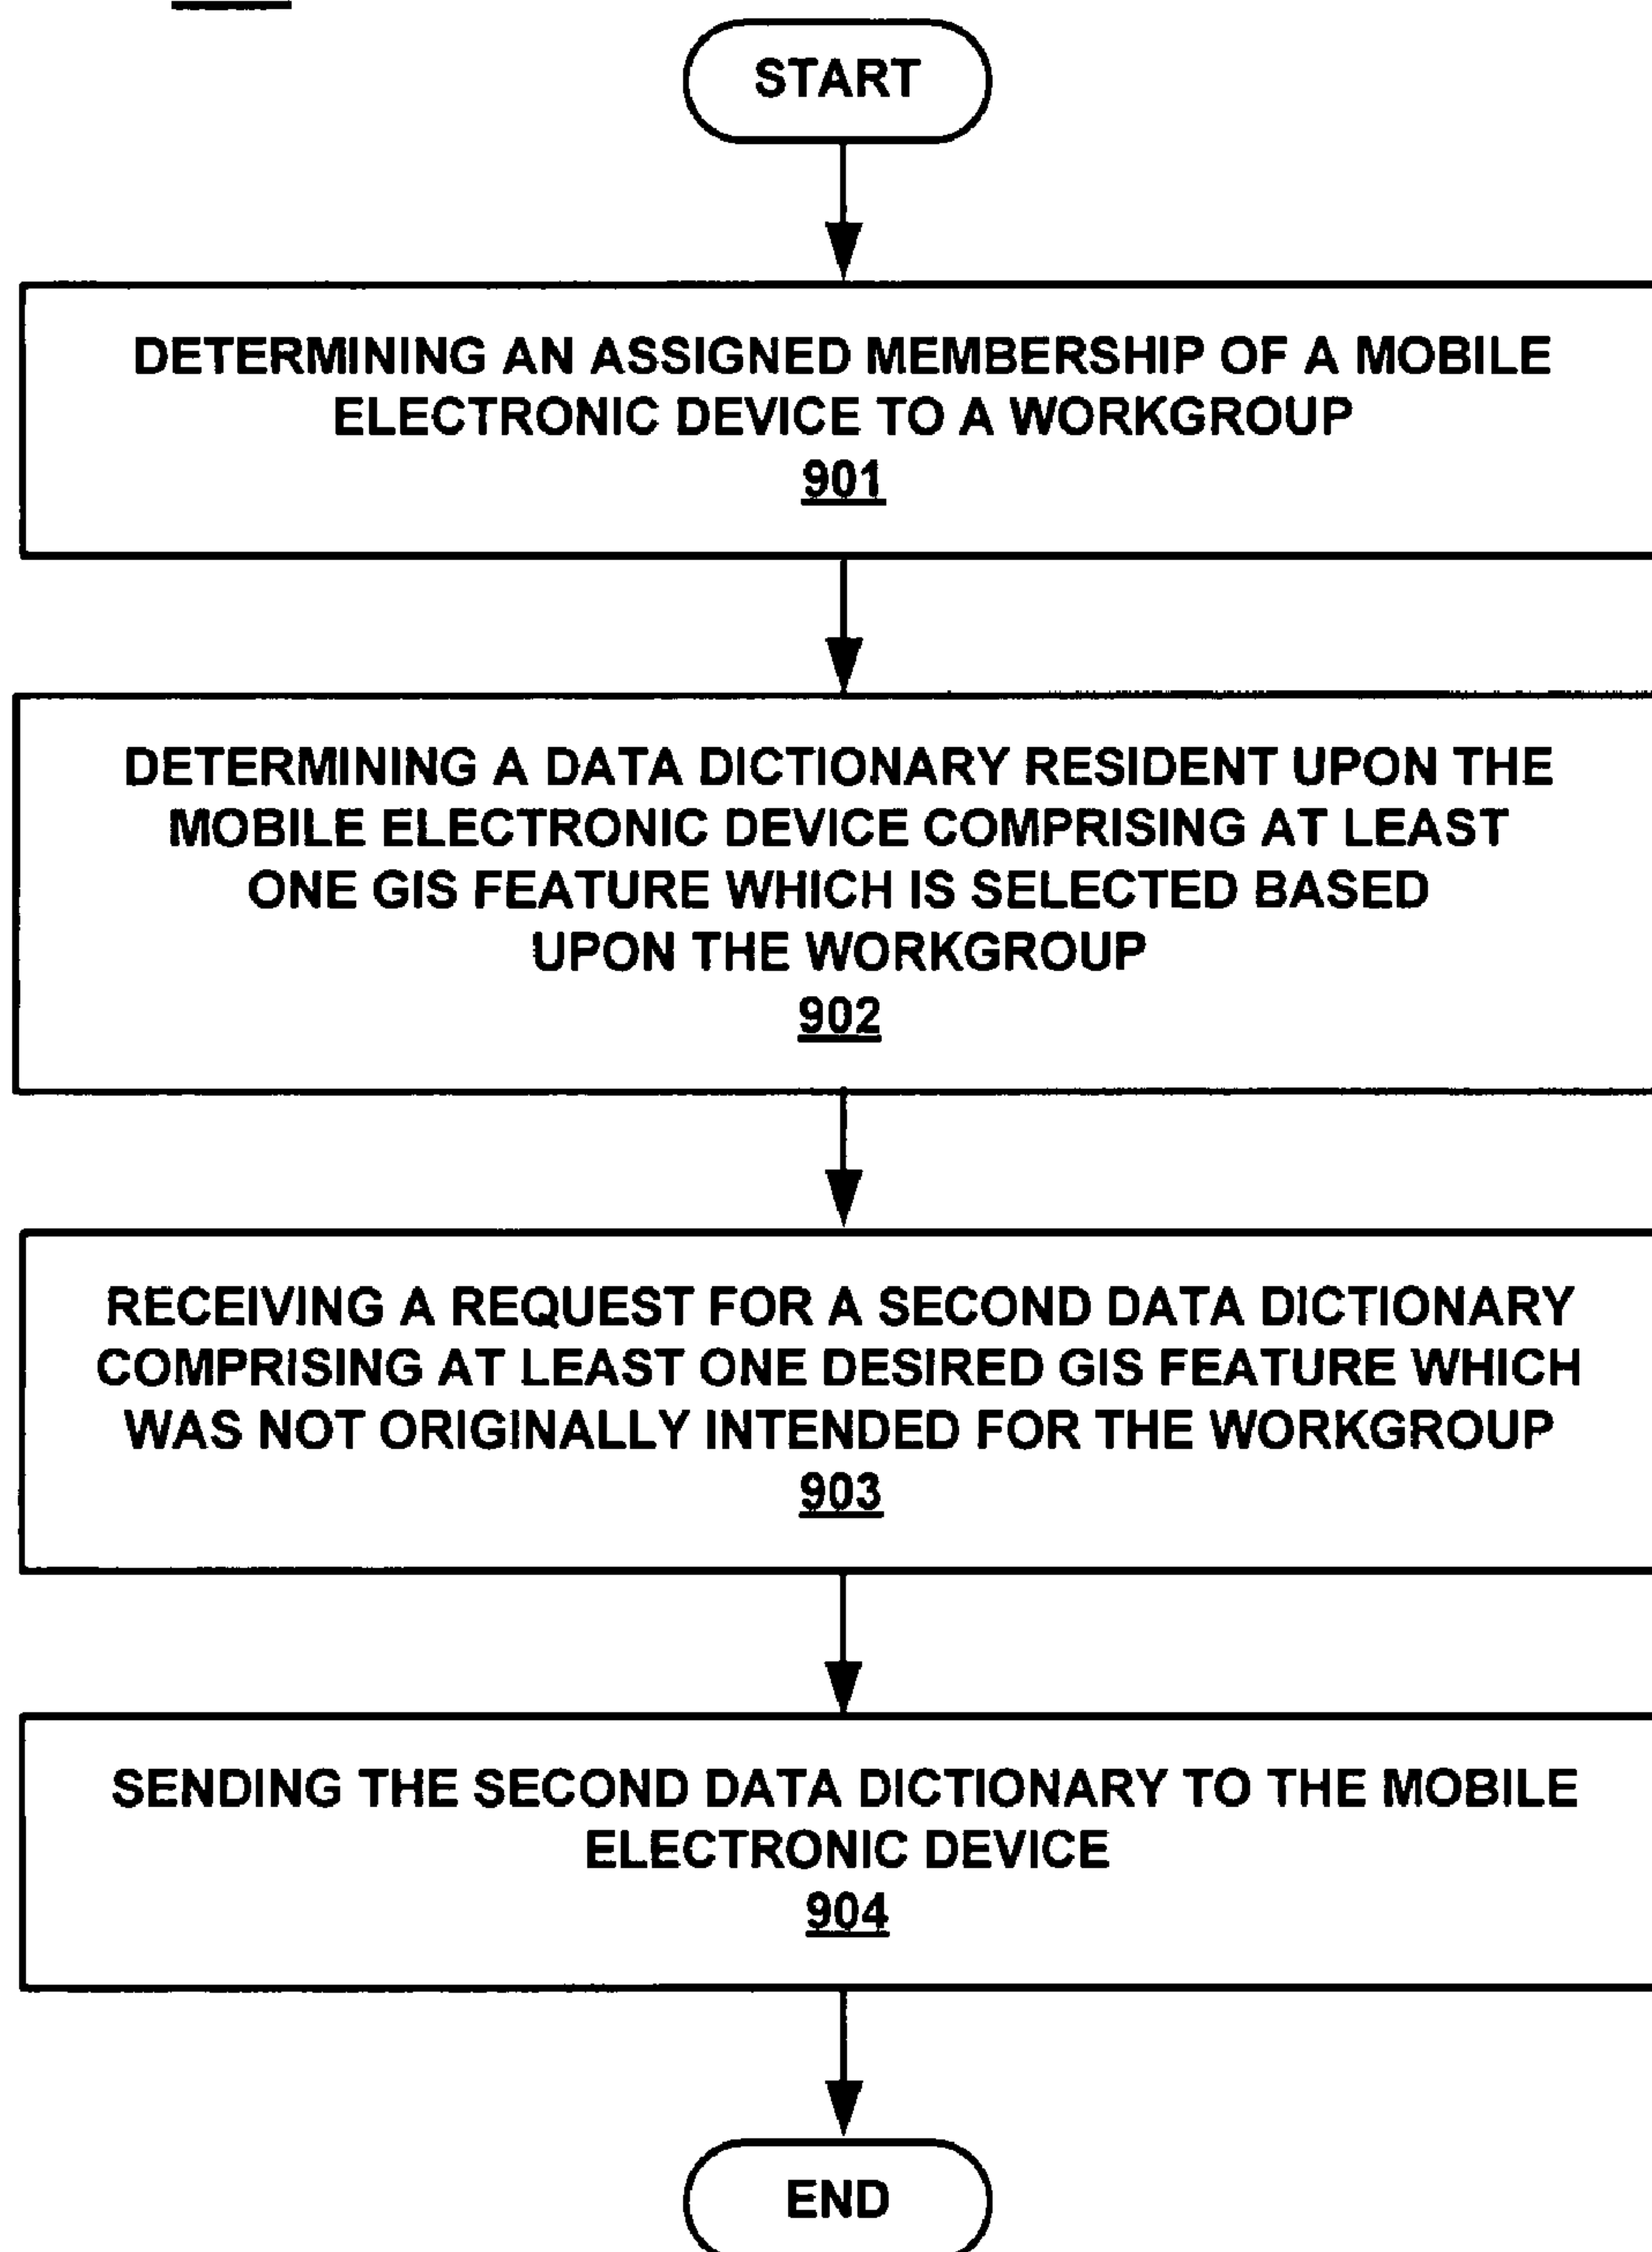 START
DETERMINING AN ASSIGNED MEMBERSHIP OF A MOBILE
ELECTRONIC DEVICE TO A WORKGROUP
901
DETERMINING A DATA DICTIONARY RESIDENT UPON THE
MOBILE ELECTRONIC DEVICE COMPRISING AT LEAST
ONE GIS FEATURE WHICH IS SELECTED BASED
UPON THE WORKGROUP
902
RECEIVING A REQUEST FOR A SECOND DATA DICTIONARY
COMPRISING AT LEAST ONE DESIRED GIS FEATURE WHICH
WAS NOT ORIGINALLY INTENDED FOR THE WORKGROUP
903
SENDING THE SECOND DATA DICTIONARY TO THE MOBILE
ELECTRONIC DEVICE
904
END